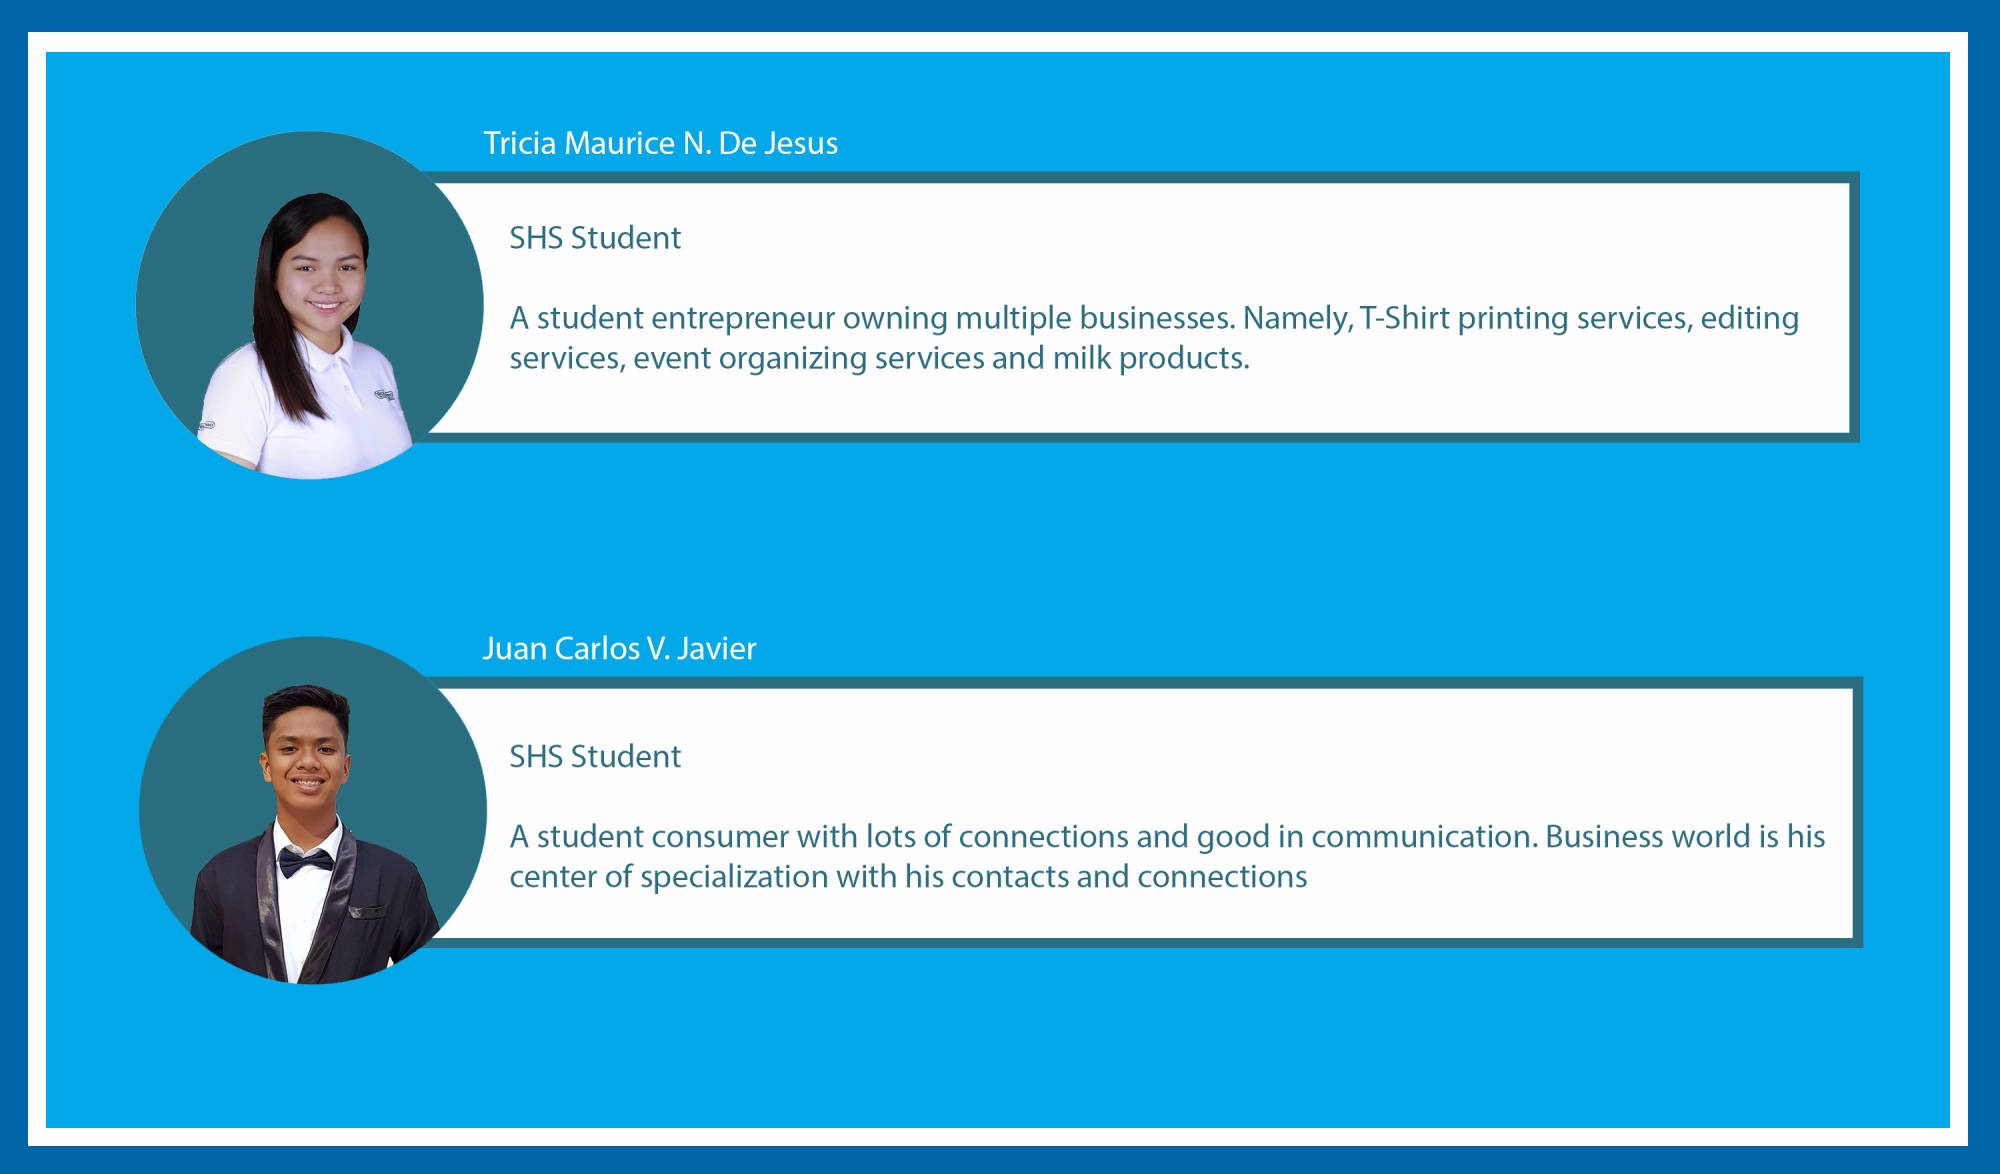 Tricia Maurice N. De Jesus
SHS Student
A student entrepreneur owning multiple businesses. Namely, T-Shirt printing services, editing
services, event organizing services and milk products.
Juan Carlos V. Javier
SHS Student
A student consumer with lots of connections and good in communication. Business world is his
center of specialization with his contacts and connections